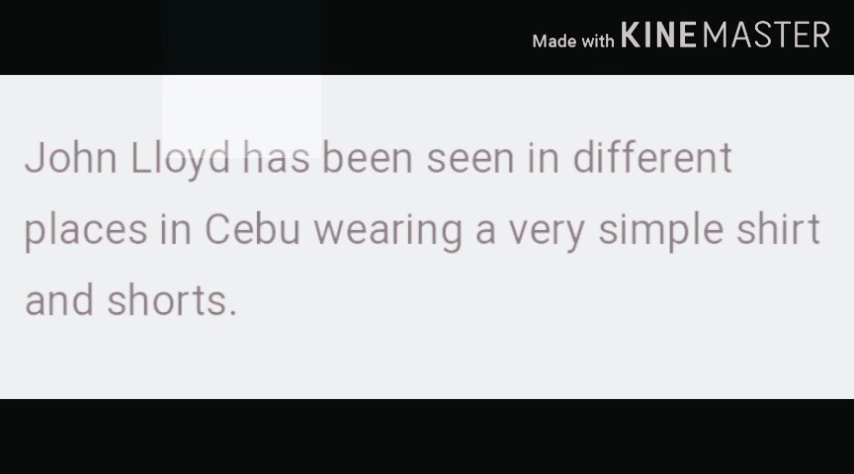 Made with KINEMASTER
John Lloyd has been seen in different
places in Cebu wearing a very simple shirt
and shorts.